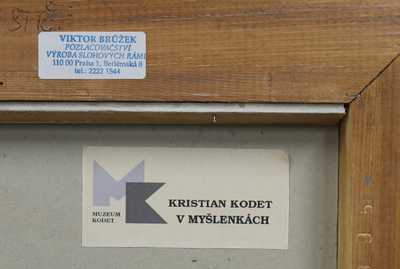 VIKTOR BRŮŽEK
POZLACOVAČSTVÍ
VÝROBA SLOHOVÝCH RÁMŮ
110 00 Praha 1, Betlémská 8
tel.: 2222 1544
MK
MUZEUM
KODET
KRISTIAN KODET
V MYŠLENKÁCH